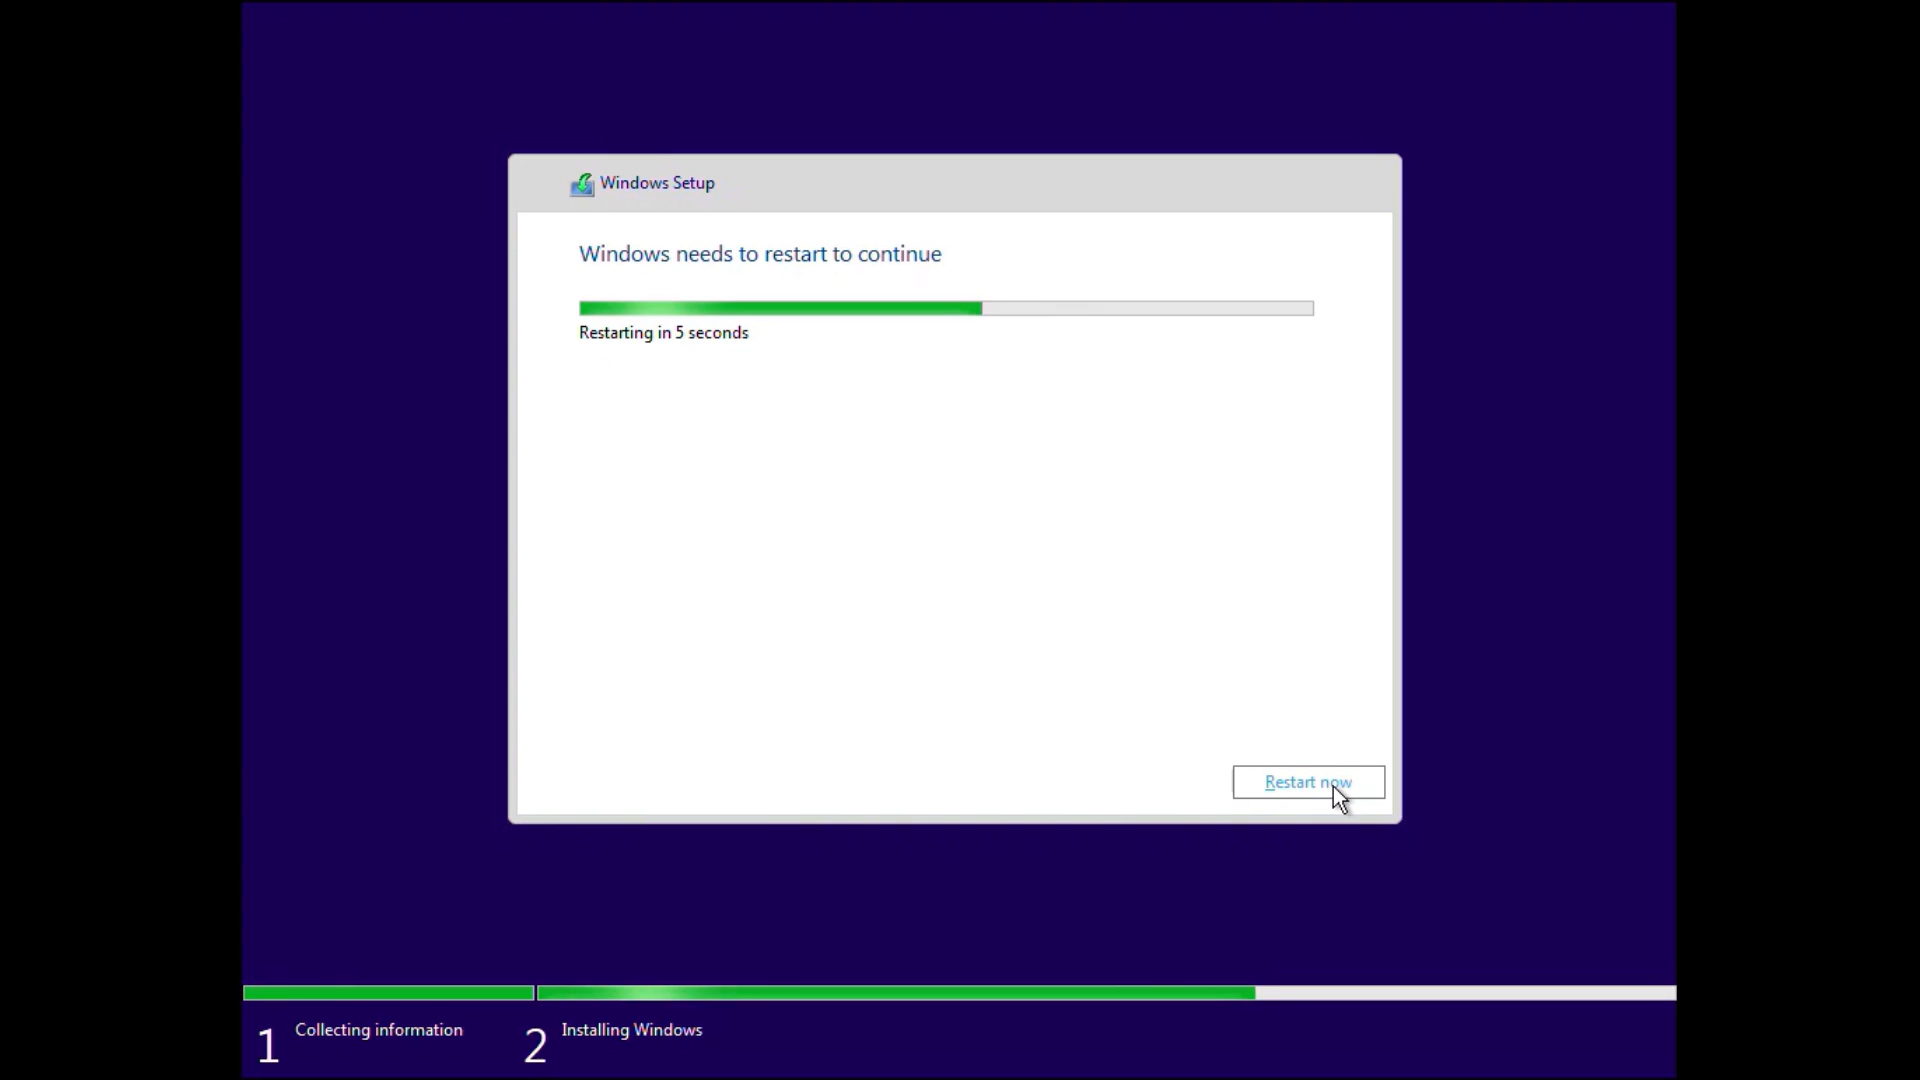 Windows Setup
Windows needs to restart to continue
Restarting in 5 seconds
Restart now
1 Collecting information
2 Installing Windows